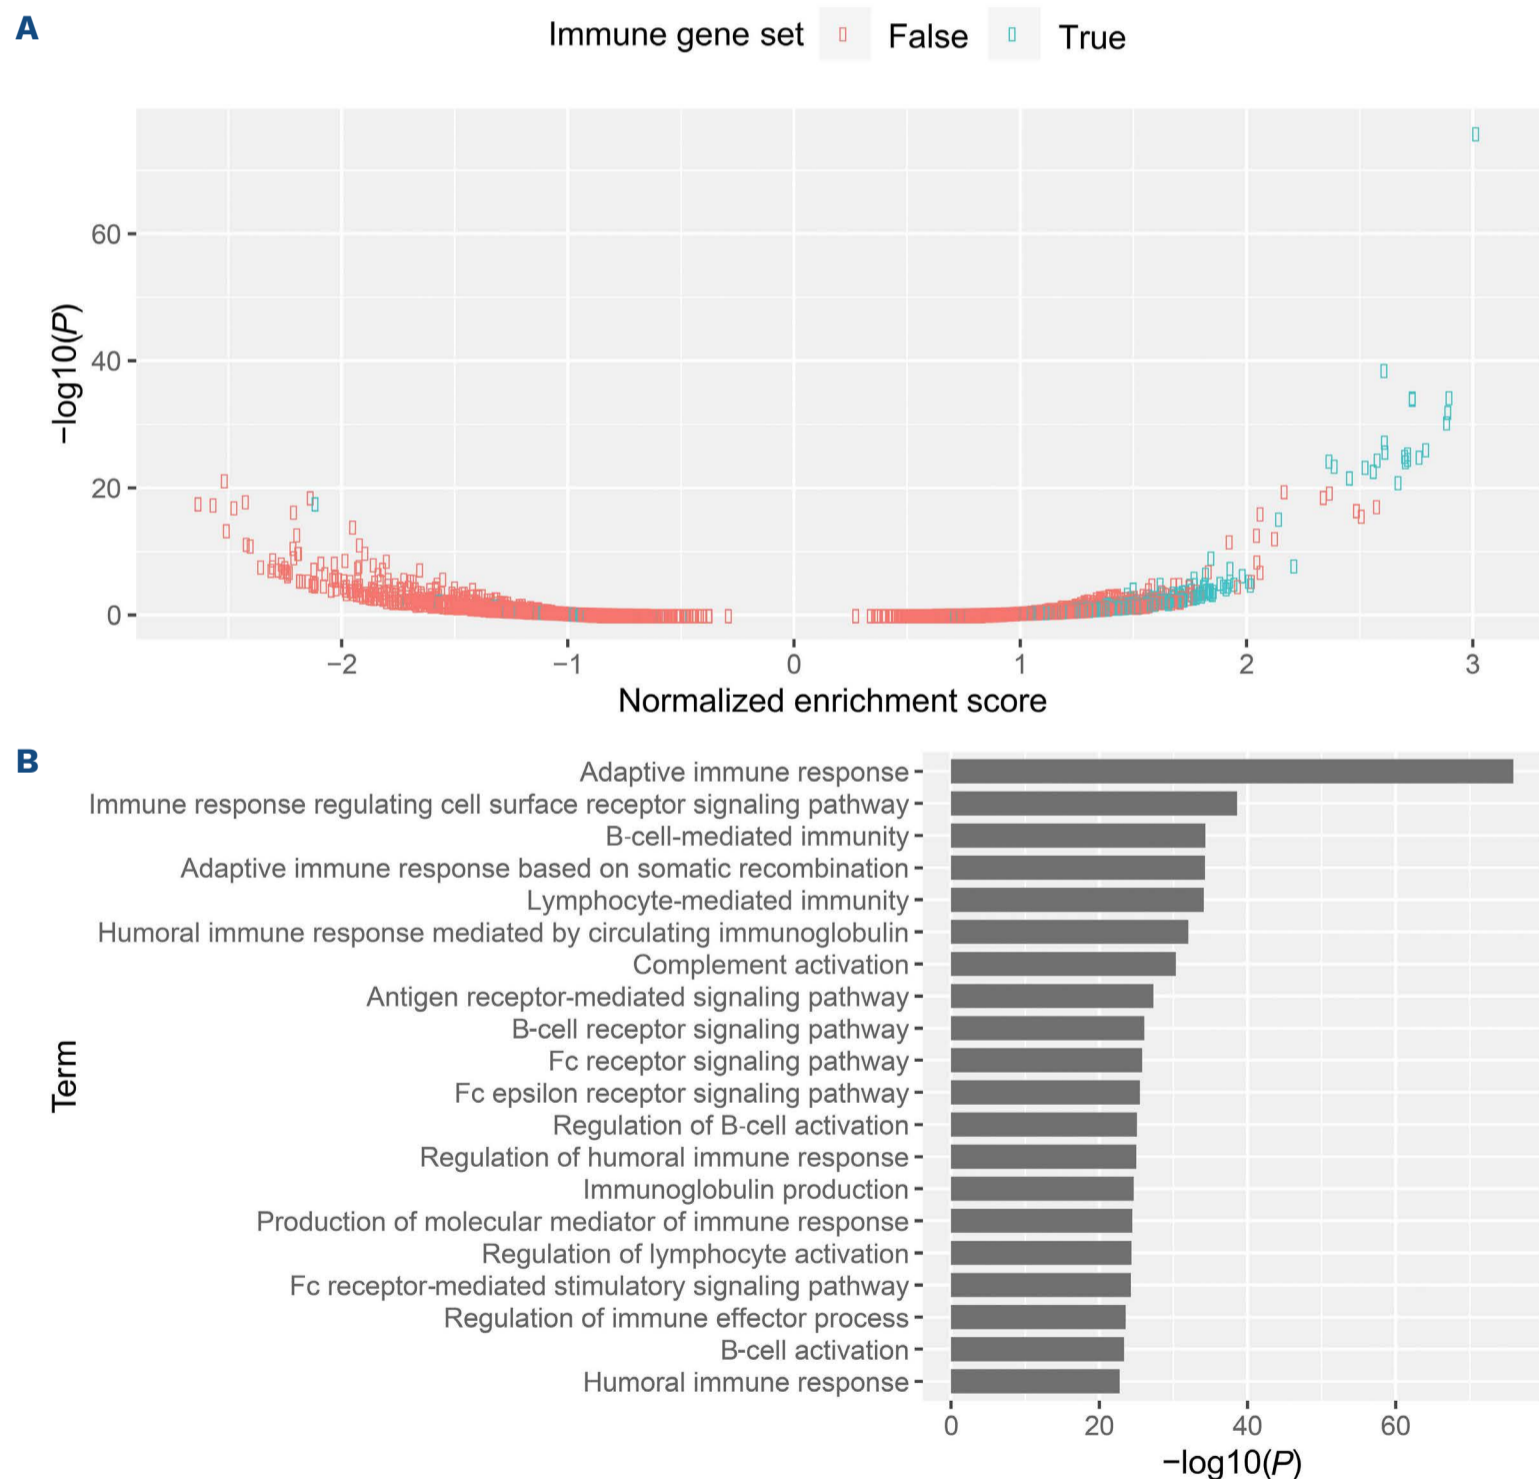 A
Immune gene set False True
60
40
20
0
−log10(P)
−2 −1 0 1 2 3
Normalized enrichment score
B
Term
Adaptive immune response
Immune response regulating cell surface receptor signaling pathway
B-cell-mediated immunity
Adaptive immune response based on somatic recombination
Lymphocyte-mediated immunity
Humoral immune response mediated by circulating immunoglobulin
Complement activation
Antigen receptor-mediated signaling pathway
B-cell receptor signaling pathway
Fc receptor signaling pathway
Fc epsilon receptor signaling pathway
Regulation of B-cell activation
Regulation of humoral immune response
Immunoglobulin production
Production of molecular mediator of immune response
Regulation of lymphocyte activation
Fc receptor-mediated stimulatory signaling pathway
Regulation of immune effector process
B-cell activation
Humoral immune response
0 20 40 60
−log10(P)